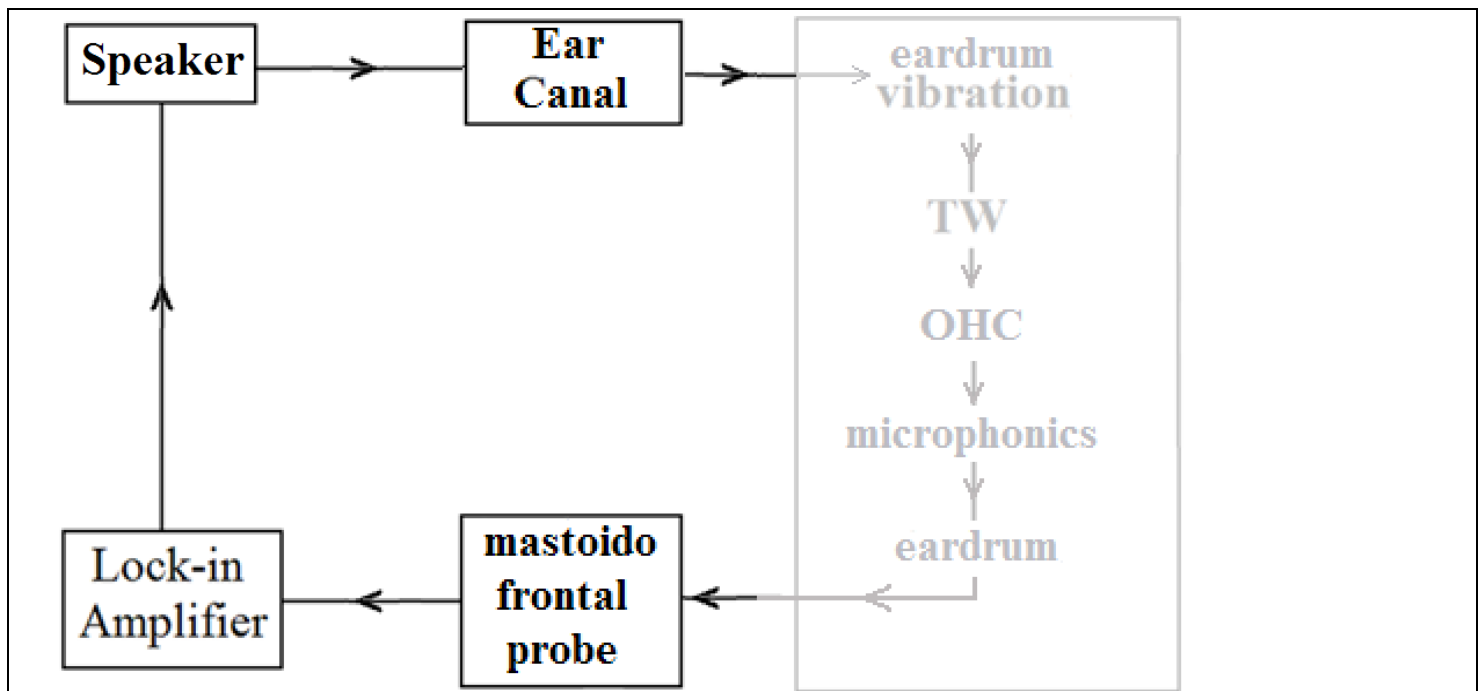 Speaker
Ear
Canal
eardrum
vibration
TW
OHC
microphonics
eardrum
mastoido
frontal
probe
Lock-in
Amplifier